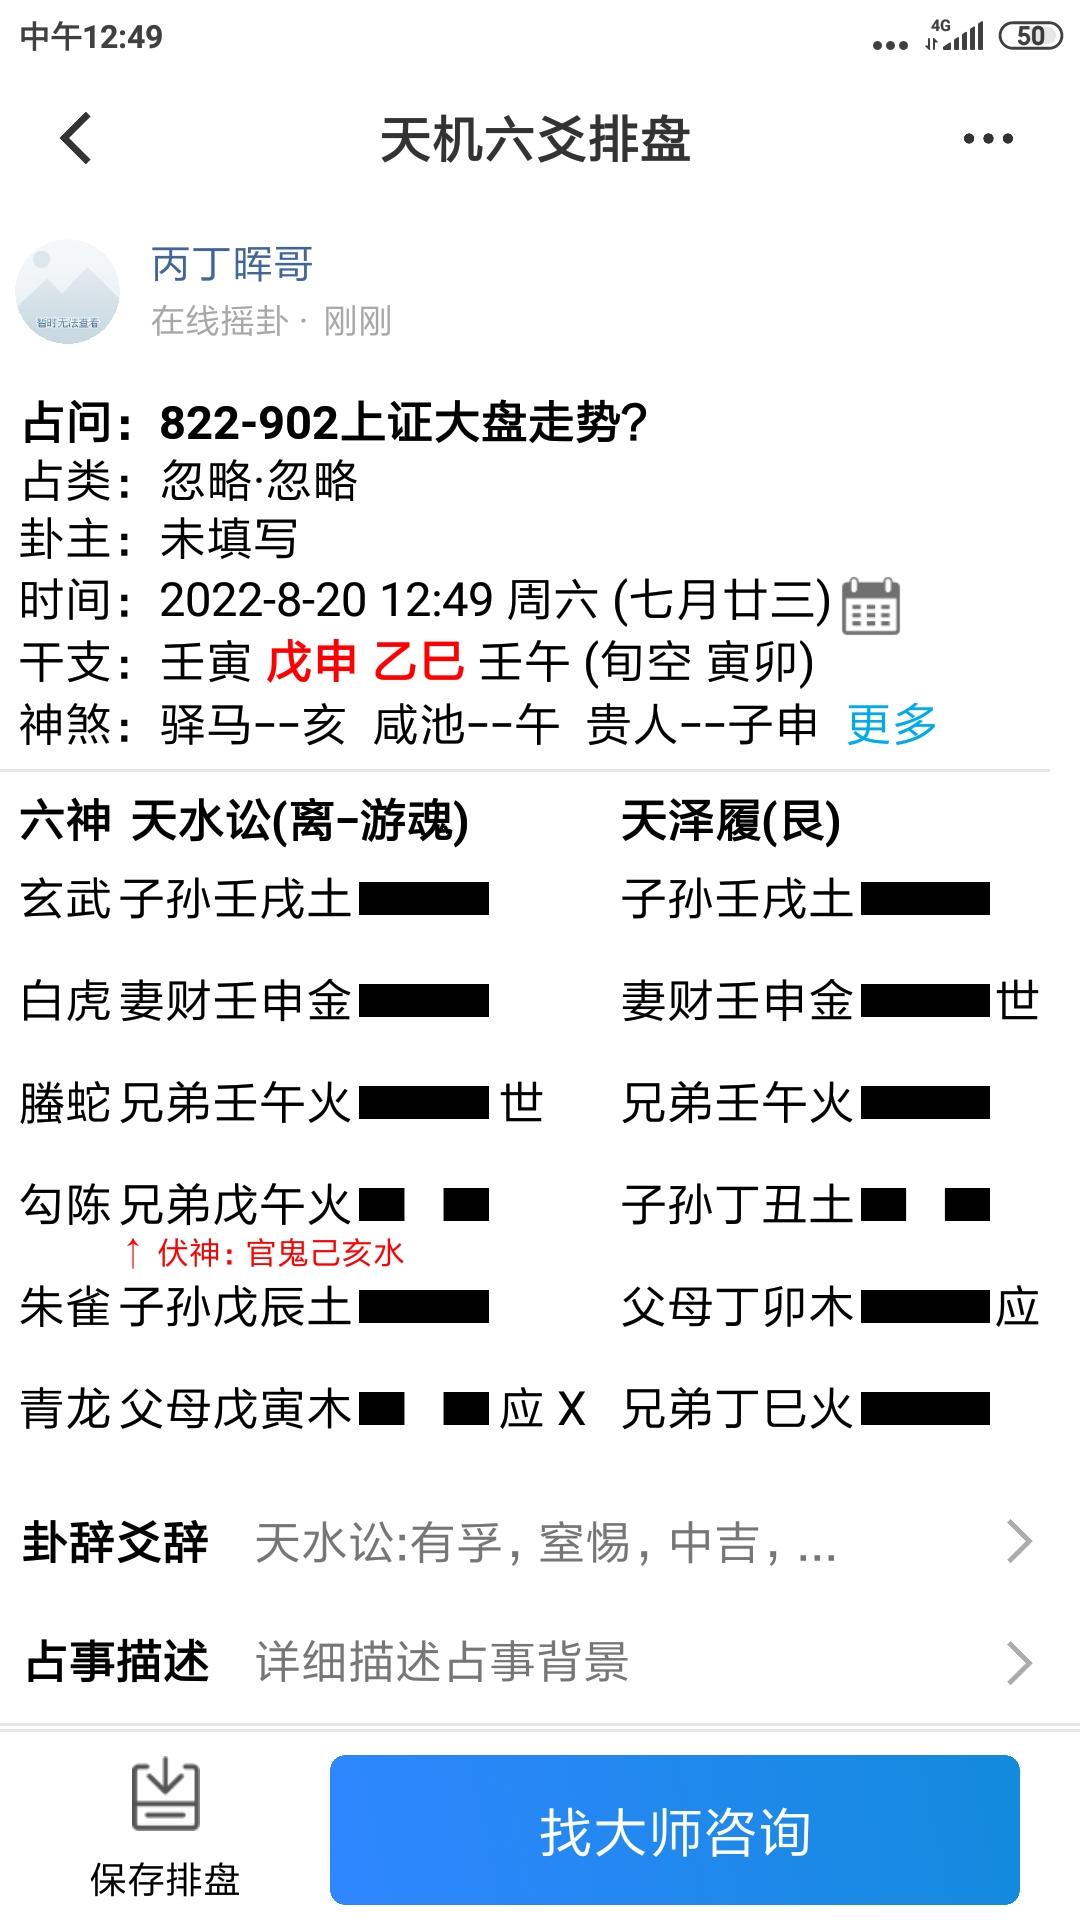 中午12:49
4G
50
天机六爻排盘
丙丁晖哥
在线摇卦 · 刚刚
暂时无法查看
占问：822-902上证大盘走势?
占类：忽略·忽略
卦主：未填写
时间：2022-8-20 12:49 周六 (七月廿三)
干支：壬寅 戊申 乙巳 壬午 (旬空 寅卯)
神煞：驿马--亥 咸池--午 贵人--子申 更多
六神 天水讼(离-游魂) 天泽履(艮)
玄武 子孙壬戌土 子孙壬戌土
白虎 妻财壬申金 妻财壬申金 世
螣蛇 兄弟壬午火 世 兄弟壬午火
勾陈 兄弟戊午火 子孙丁丑土
↑ 伏神：官鬼己亥水
朱雀 子孙戊辰土 父母丁卯木 应
青龙 父母戊寅木 应 X 兄弟丁巳火
卦辞爻辞 天水讼:有孚，窒惕，中吉，...
占事描述 详细描述占事背景
保存排盘
找大师咨询